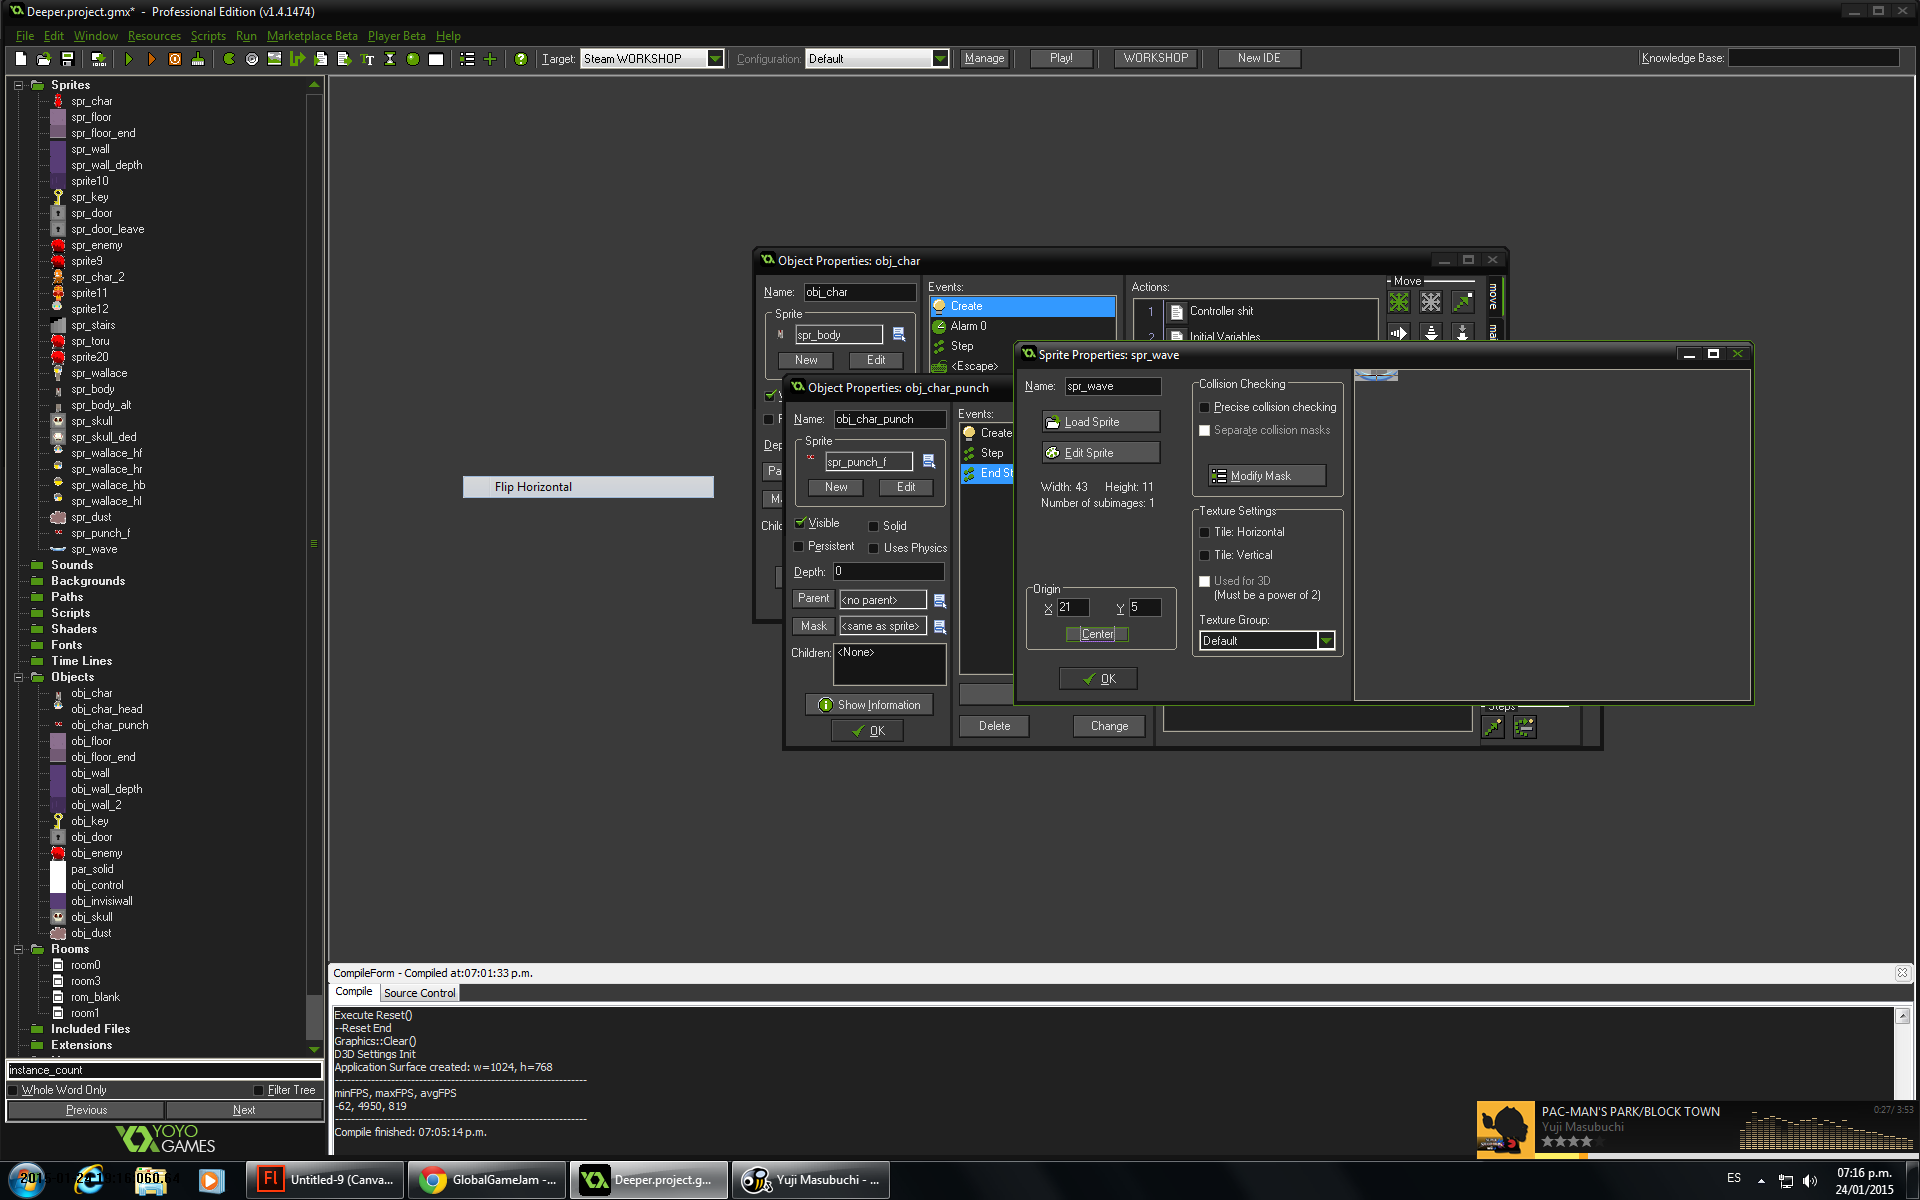 Deeper.project.gmx* - Professional Edition (v1.4.1474)
File Edit Window Resources Scripts Run Marketplace Beta Player Beta Help
Target: Steam WORKSHOP Configuration: Default Manage Play! WORKSHOP New IDE Knowledge Base:
Sprites
spr_char
spr_floor
spr_floor_end
spr_wall
spr_wall_depth
sprite10
spr_key
spr_door
spr_door_leave
spr_enemy
sprite9
spr_char_2
sprite11
sprite12
spr_stairs
spr_toru
sprite20
spr_wallace
spr_body
spr_body_alt
spr_skull
spr_skull_ded
spr_wallace_hf
spr_wallace_hr
spr_wallace_hb
spr_wallace_hl
spr_dust
spr_punch_f
spr_wave
Sounds
Backgrounds
Paths
Scripts
Shaders
Fonts
Time Lines
Objects
obj_char
obj_char_head
obj_char_punch
obj_floor
obj_floor_end
obj_wall
obj_wall_depth
obj_wall_2
obj_key
obj_door
obj_enemy
par_solid
obj_control
obj_invisiwall
obj_skull
obj_dust
Rooms
room0
room3
rom_blank
room1
Included Files
Extensions
instance_count
Whole Word Only Filter Tree
Previous Next
YOYO
GAMES
Flip Horizontal
Object Properties: obj_char
Name: obj_char
Sprite
spr_body
New Edit
Events:
Create
Alarm 0
Step
<Escape>
Actions:
1 Controller shit
2 Initial Variables
Move
move
Object Properties: obj_char_punch
Name: obj_char_punch
Sprite
spr_punch_f
New Edit
Visible Solid
Persistent Uses Physics
Depth: 0
Parent <no parent>
Mask <same as sprite>
Children: <None>
Show Information
OK
Events:
Create
Step
End St
Delete Change
Steps
Sprite Properties: spr_wave
Name: spr_wave
Load Sprite
Edit Sprite
Width: 43 Height: 11
Number of subimages: 1
Origin
X 21 Y 5
Center
OK
Collision Checking
Precise collision checking
Separate collision masks
Modify Mask
Texture Settings
Tile: Horizontal
Tile: Vertical
Used for 3D
(Must be a power of 2)
Texture Group:
Default
CompileForm - Compiled at:07:01:33 p.m.
Compile Source Control
Execute Reset()
--Reset End
Graphics::Clear()
D3D Settings Init
Application Surface created: w=1024, h=768
minFPS, maxFPS, avgFPS
-62, 4950, 819
Compile finished: 07:05:14 p.m.
PAC-MAN'S PARK/BLOCK TOWN 0:27/ 3:53
Yuji Masubuchi
Untitled-9 (Canva...
GlobalGameJam -...
Deeper.project.g...
Yuji Masubuchi - ...
ES
07:16 p.m.
24/01/2015